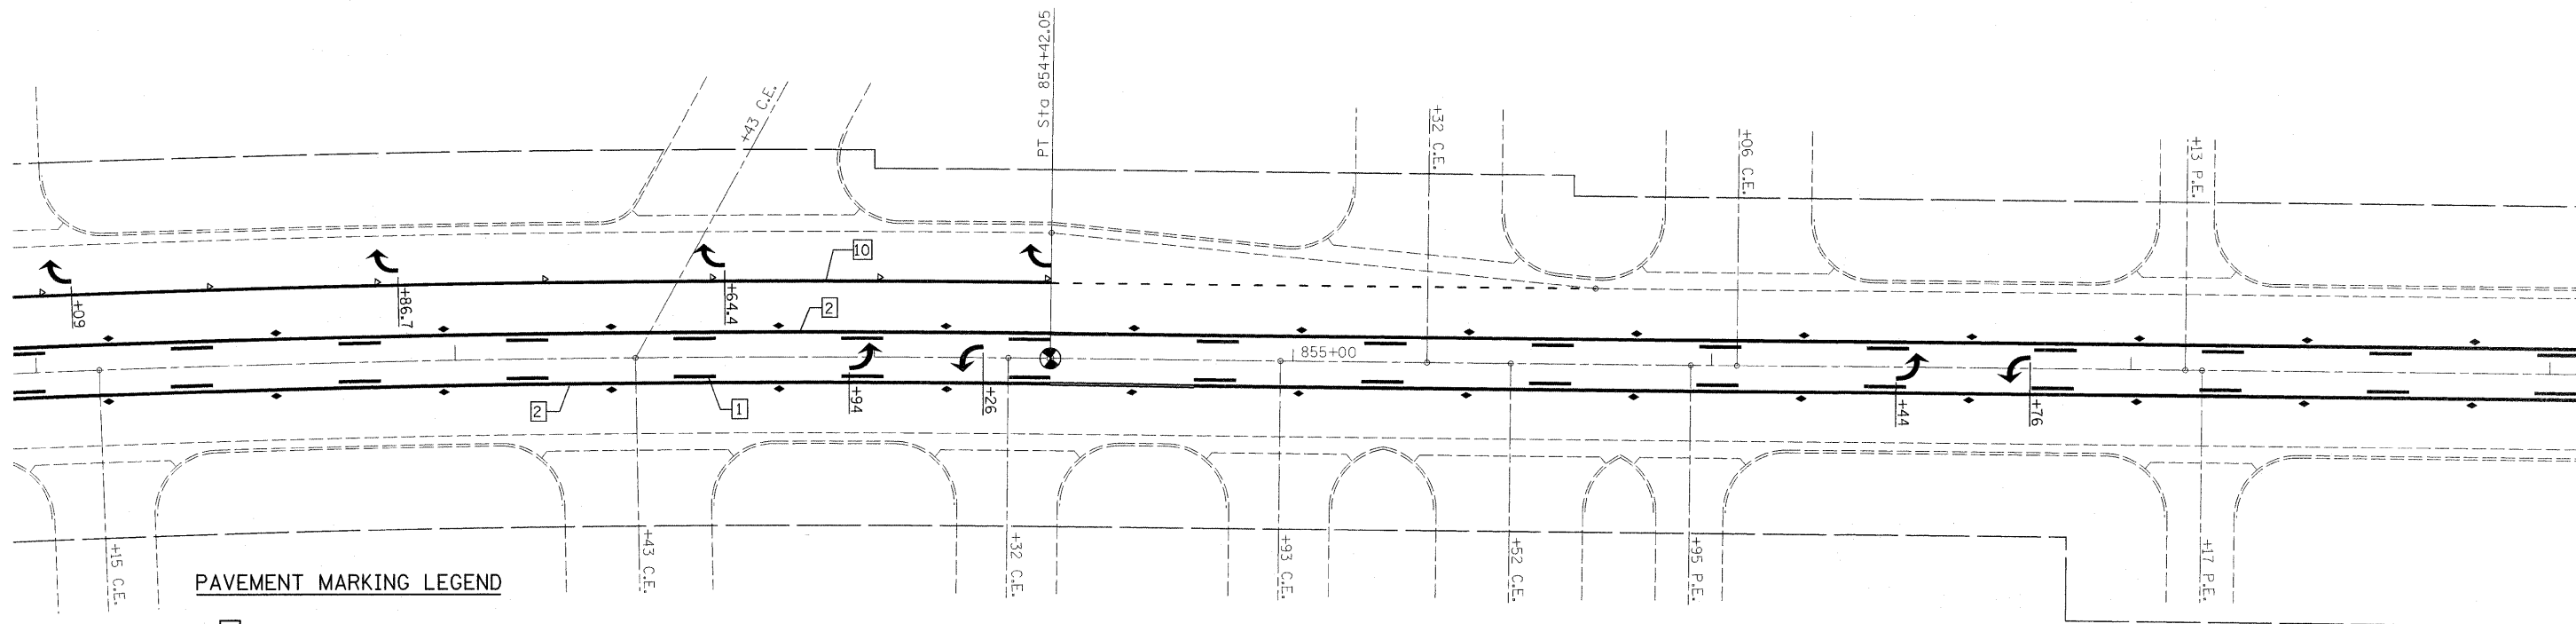 PT Sta 854+42.05
+43 C.E.
+32 C.E.
+06 C.E.
+13 P.E.
10
+09
+86.7
+64.4
2
855+00
2
1
+94
+26
+44
+76
+15 C.E.
+43 C.E.
+32 C.E.
+93 C.E.
+52 C.E.
+95 P.E.
+17 P.E.
PAVEMENT MARKING LEGEND